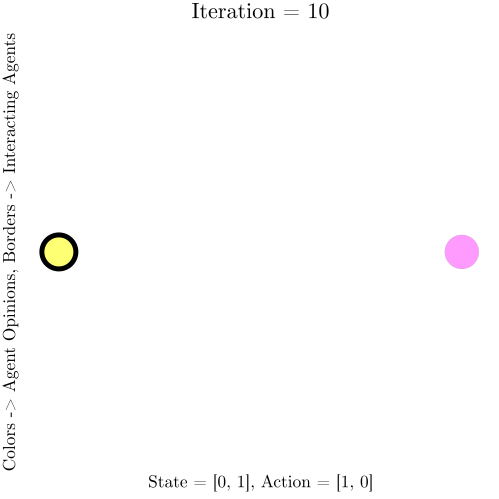 Iteration = 10
Colors -> Agent Opinions, Borders -> Interacting Agents
State = [0, 1], Action = [1, 0]